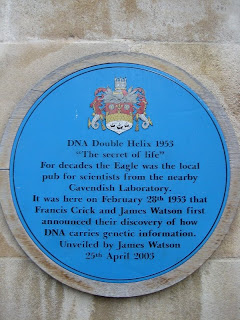 DNA Double Helix 1953
"The secret of life"
For decades the Eagle was the local
pub for scientists from the nearby
Cavendish Laboratory.
It was here on February 28th 1953 that
Francis Crick and James Watson first
announced their discovery of how
DNA carries genetic information.
Unveiled by James Watson
25th April 2003